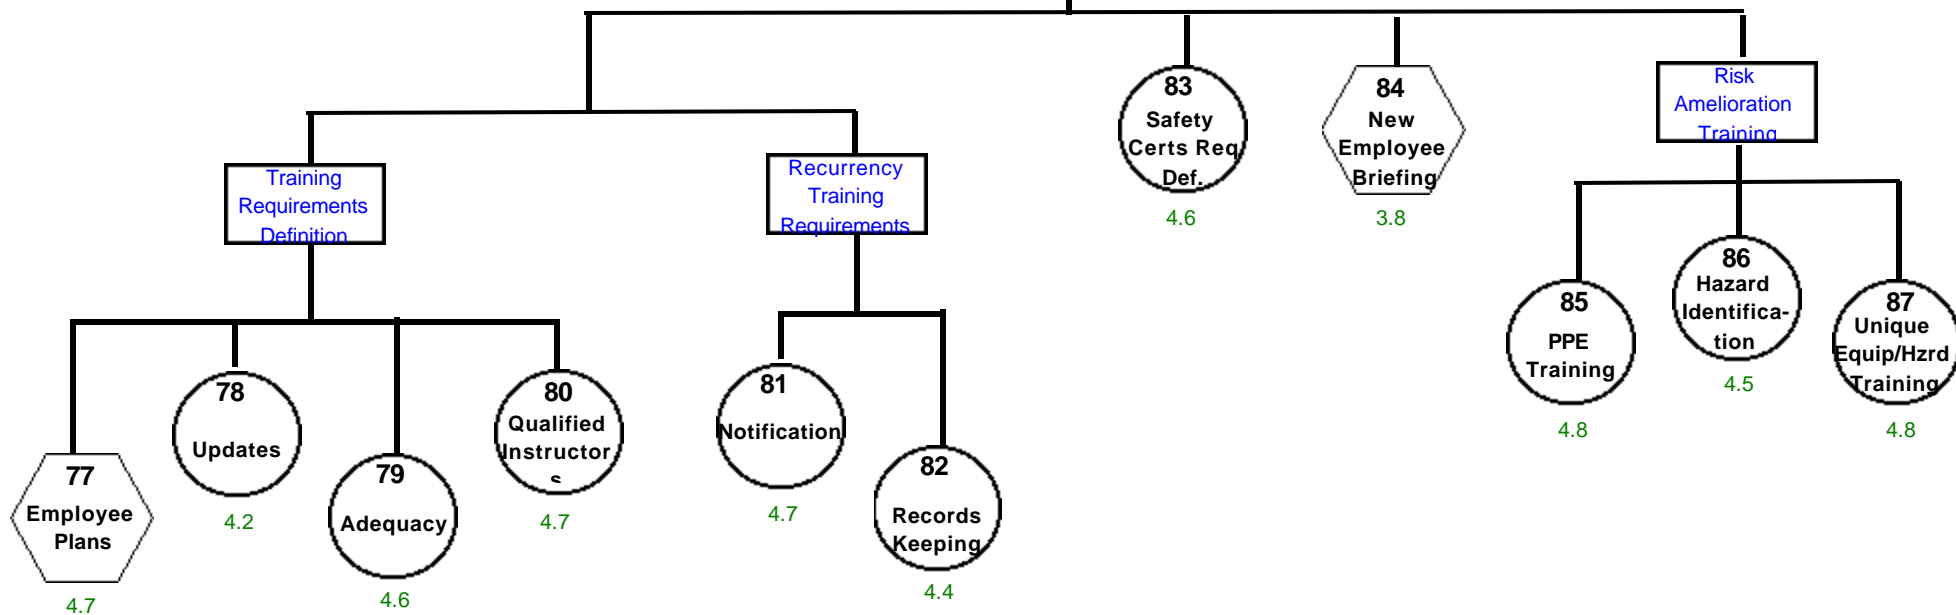 83
Safety
Certs Req
Def.
4.6
84
New
Employee
Briefing
3.8
Risk
Amelioration
Training
Training
Requirements
Definition
Recurrency
Training
Requirements
85
PPE
Training
4.8
86
Hazard
Identifica-
tion
4.5
87
Unique
Equip/Hzrd
Training
4.8
77
Employee
Plans
4.7
78
Updates
4.2
79
Adequacy
4.6
80
Qualified
Instructor
s
4.7
81
Notification
4.7
82
Records
Keeping
4.4